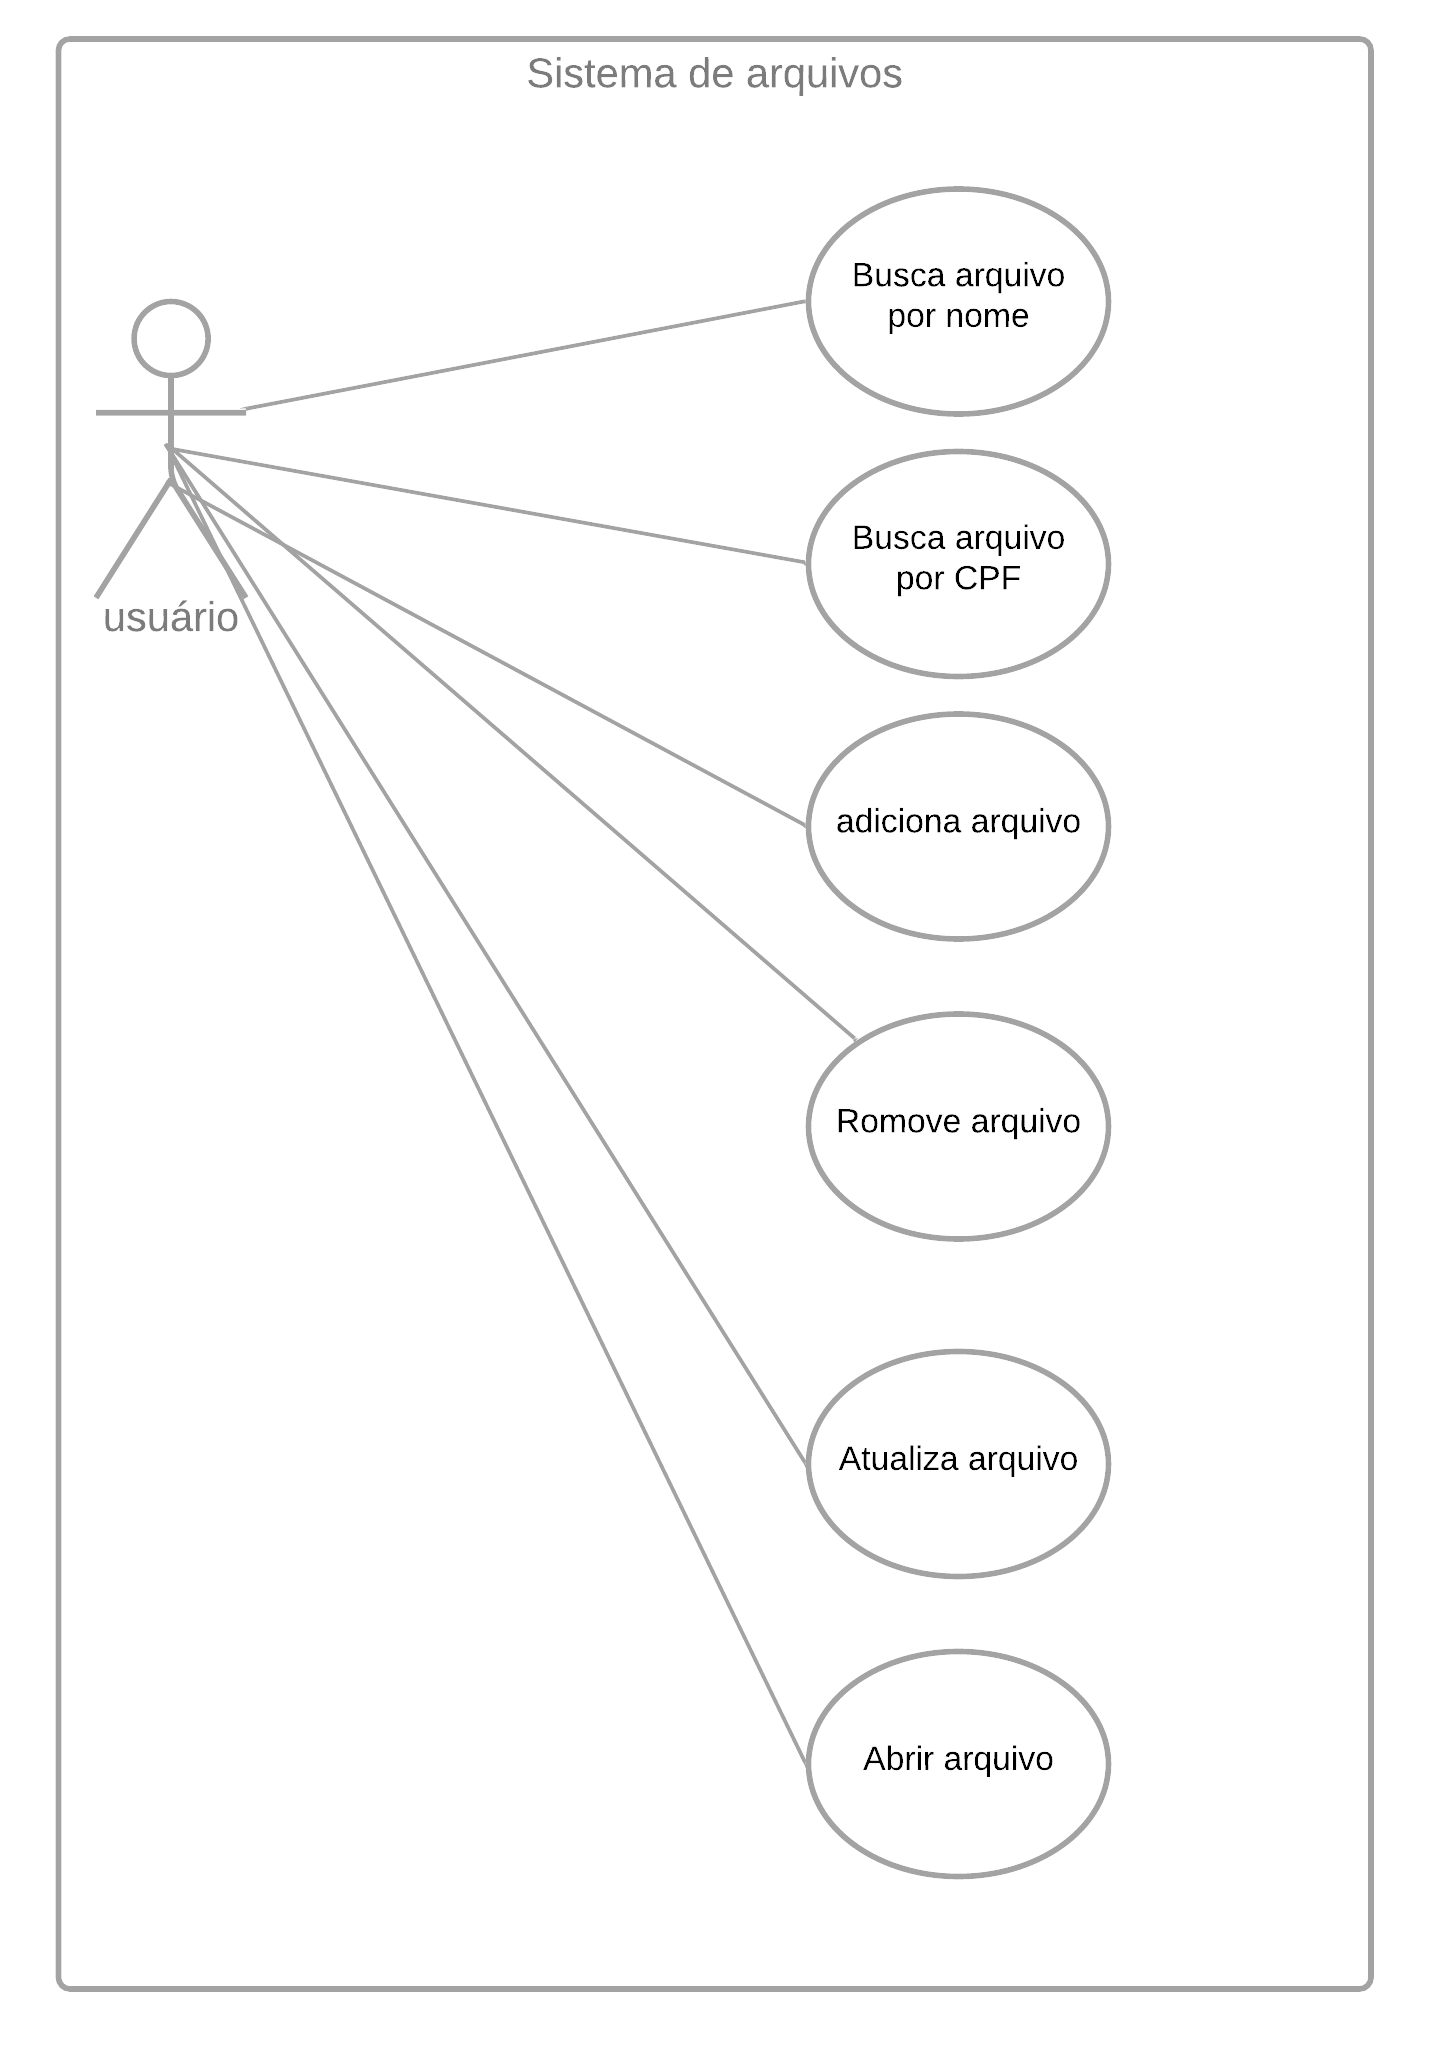 Sistema de arquivos
Busca arquivo
por nome
usuário
Busca arquivo
por CPF
adiciona arquivo
Romove arquivo
Atualiza arquivo
Abrir arquivo